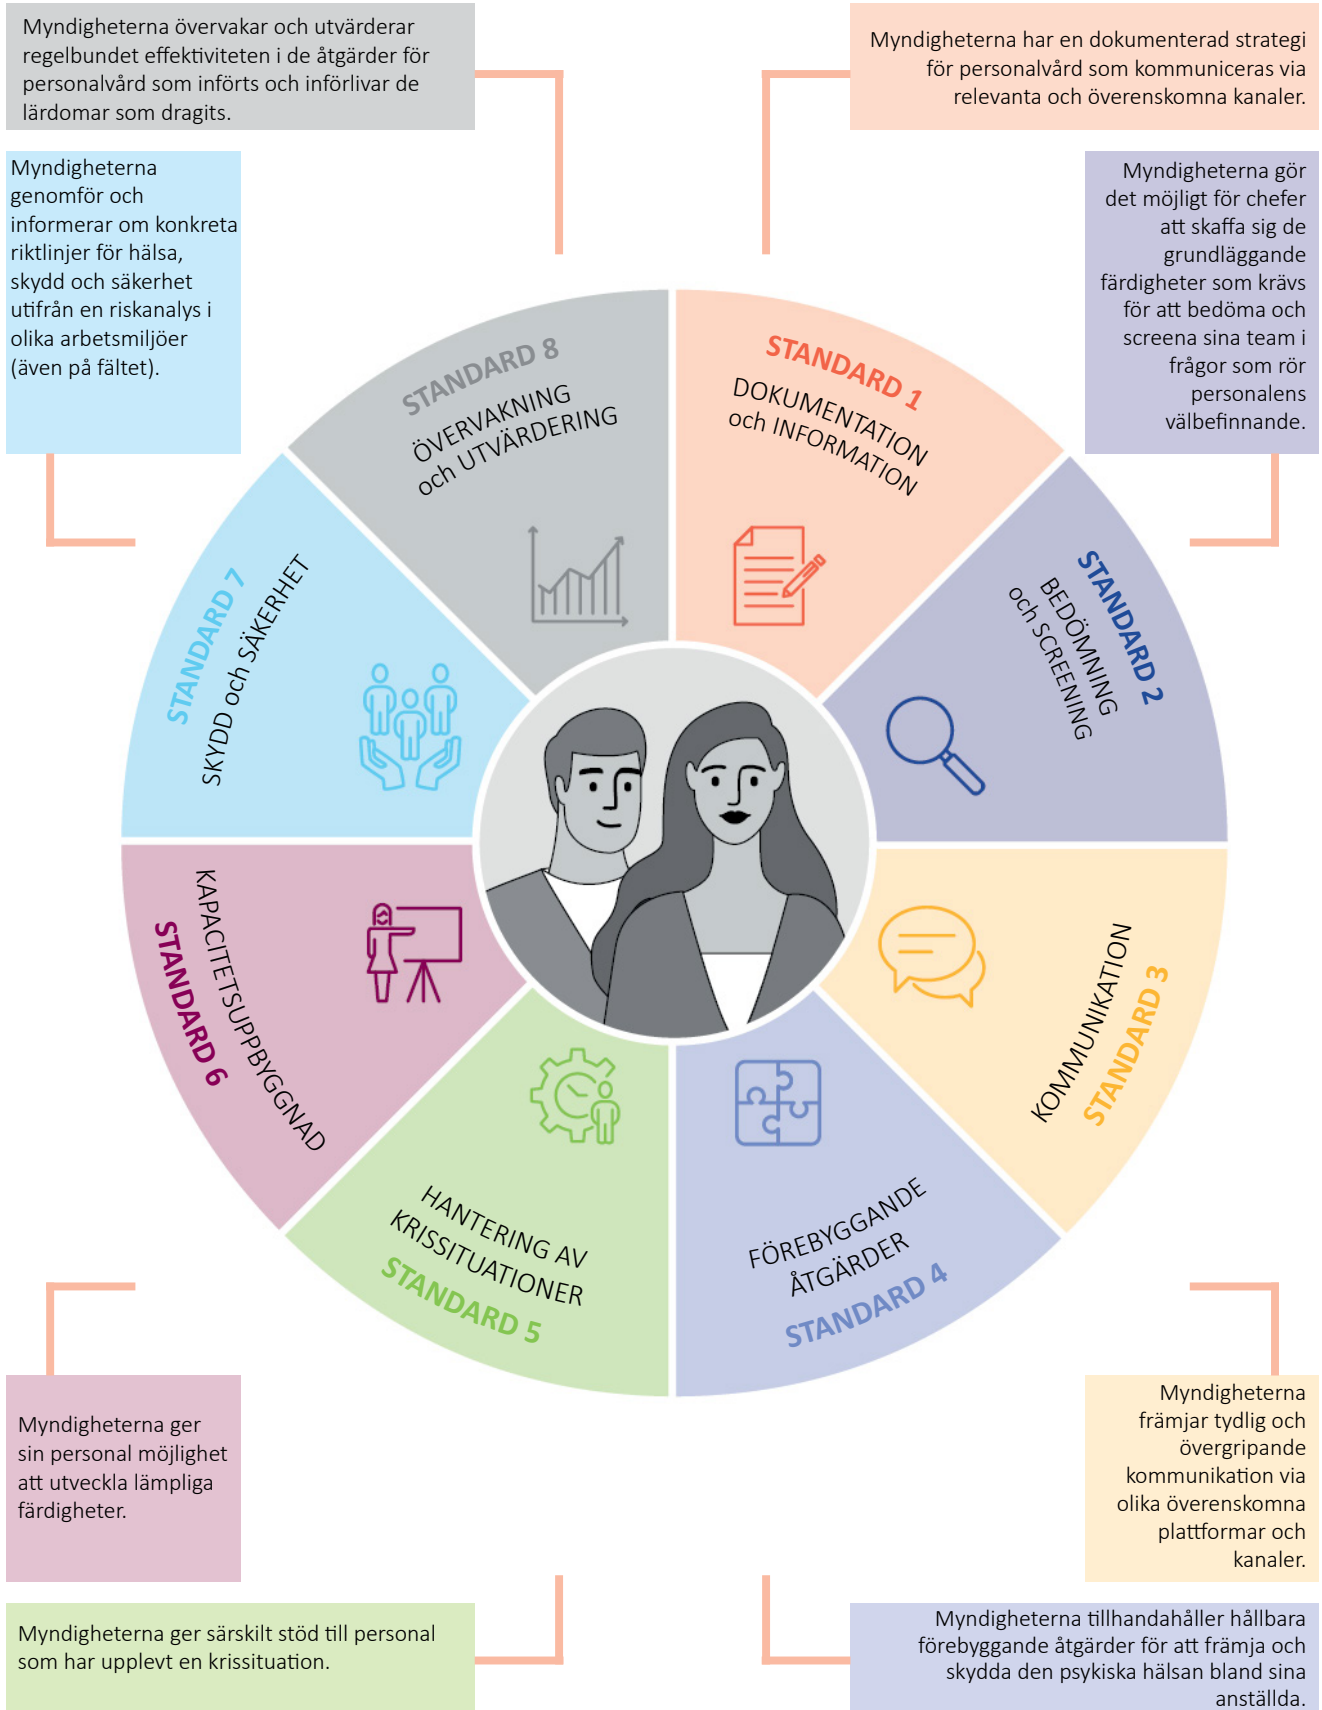 Myndigheterna övervakar och utvärderar
regelbundet effektiviteten i de åtgärder för
personalvård som införts och införlivar de
lärdomar som dragits.
Myndigheterna har en dokumenterad strategi
för personalvård som kommuniceras via
relevanta och överenskomna kanaler.
Myndigheterna
genomför och
informerar om konkreta
riktlinjer för hälsa,
skydd och säkerhet
utifrån en riskanalys i
olika arbetsmiljöer
(även på fältet).
Myndigheterna gör
det möjligt för chefer
att skaffa sig de
grundläggande
färdigheter som krävs
för att bedöma och
screena sina team i
frågor som rör
personalens
välbefinnande.
STANDARD 8
ÖVERVAKNING
och UTVÄRDERING
STANDARD 1
DOKUMENTATION
och INFORMATION
STANDARD 2
BEDÖMNING
och SCREENING
STANDARD 7
SKYDD och SÄKERHET
KAPACITETSUPPBYGGNAD
STANDARD 6
KOMMUNIKATION
STANDARD 3
HANTERING AV
KRISSITUATIONER
STANDARD 5
FÖREBYGGANDE
ÅTGÄRDER
STANDARD 4
Myndigheterna ger
sin personal möjlighet
att utveckla lämpliga
färdigheter.
Myndigheterna
främjar tydlig och
övergripande
kommunikation via
olika överenskomna
plattformar och
kanaler.
Myndigheterna ger särskilt stöd till personal
som har upplevt en krissituation.
Myndigheterna tillhandahåller hållbara
förebyggande åtgärder för att främja och
skydda den psykiska hälsan bland sina
anställda.